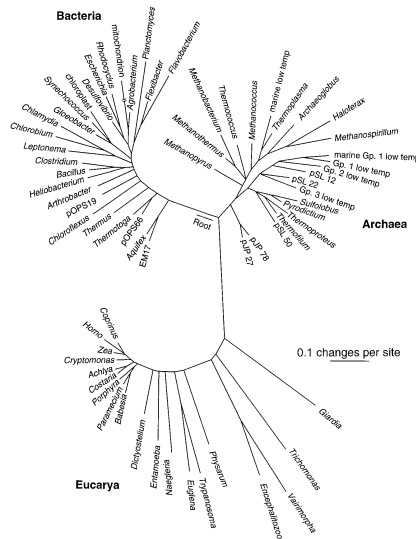 Bacteria
Flavobacterium
Flexibacter
Planctomyces
Agrobacterium
mitochondrion
Rhodocyclus
Escherichia
Desulfovibrio
chloroplast
Synechococcus
Gloeobacter
Chlamydia
Chlorobium
Leptonema
Clostridium
Bacillus
Heliobacterium
Arthrobacter
pOPS19
Chloroflexus
Thermus
Thermotoga
pOPS66
Aquifex
EM17
Root
Methanopyrus
Methanothermus
Methanobacterium
Thermococcus
Methanococcus
marine low temp
Thermoplasma
Archaeoglobus
Haloferax
Methanospirillum
marine Gp. 1 low temp
Gp. 1 low temp
Gp. 2 low temp
pSL 12
pSL 22
Gp. 3 low temp
Sulfolobus
Pyrodictium
Thermoproteus
Thermofilum
pSL 50
pJP 78
pJP 27
Archaea
0.1 changes per site
Giardia
Trichomonas
Vairimorpha
Encephalitozoo
Physarum
Trypanosoma
Euglena
Naegleria
Entamoeba
Dictyostelium
Babesia
Paramecium
Porphyra
Costaria
Achlya
Cryptomonas
Zea
Homo
Coprinus
Eucarya